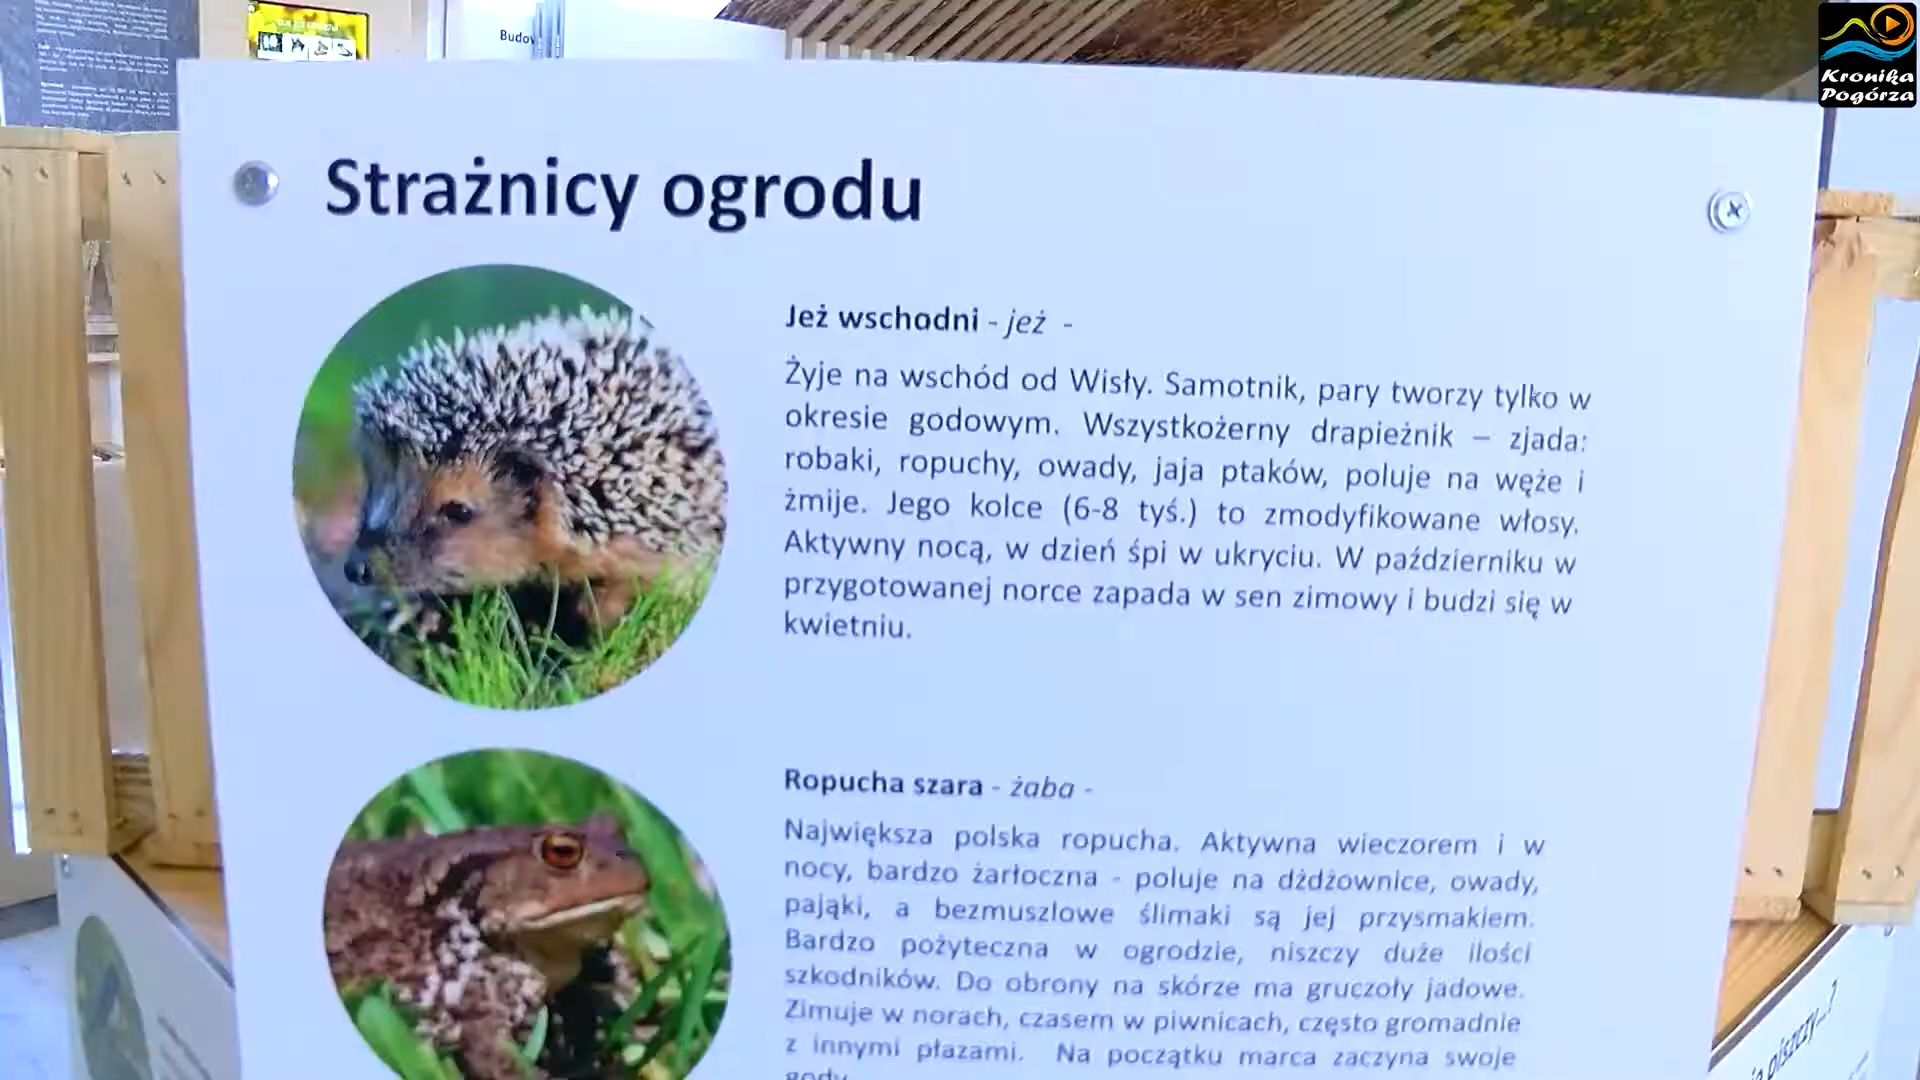 Budow
Kronika
Pogórza
Strażnicy ogrodu
Jeż wschodni - jeż -
Żyje na wschód od Wisły. Samotnik, pary tworzy tylko w
okresie godowym. Wszystkożerny drapieżnik – zjada:
robaki, ropuchy, owady, jaja ptaków, poluje na węże i
żmije. Jego kolce (6-8 tyś.) to zmodyfikowane włosy.
Aktywny nocą, w dzień śpi w ukryciu. W październiku w
przygotowanej norce zapada w sen zimowy i budzi się w
kwietniu.
Ropucha szara - żaba -
Największa polska ropucha. Aktywna wieczorem i w
nocy, bardzo żarłoczna - poluje na dżdżownice, owady,
pająki, a bezmuszlowe ślimaki są jej przysmakiem.
Bardzo pożyteczna w ogrodzie, niszczy duże ilości
szkodników. Do obrony na skórze ma gruczoły jadowe.
Zimuje w norach, czasem w piwnicach, często gromadnie
z innymi płazami. Na początku marca zaczyna swoje
gody.
piszczy...?